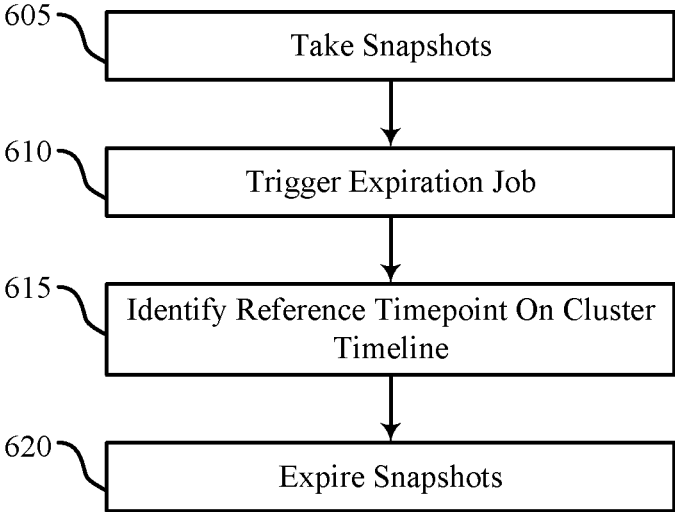 605
Take Snapshots
610
Trigger Expiration Job
615
Identify Reference Timepoint On Cluster
Timeline
620
Expire Snapshots